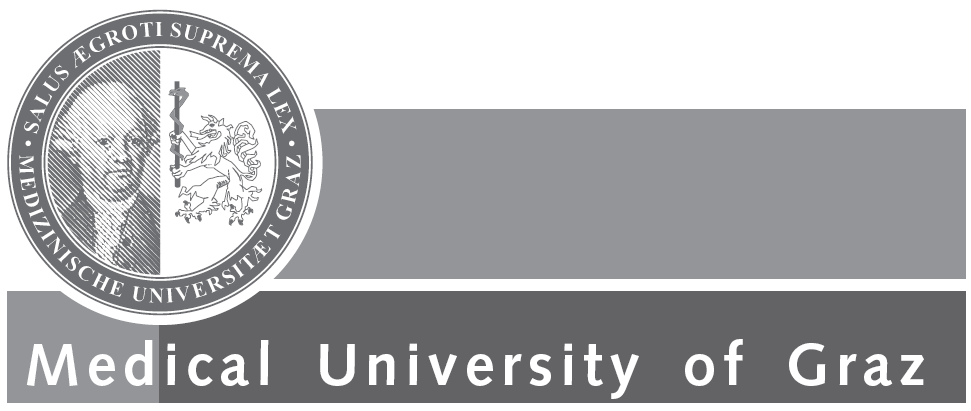 SALUS ÆGROTI SUPREMA LEX
MEDIZINISCHE UNIVERSITÆT GRAZ
Medical University of Graz